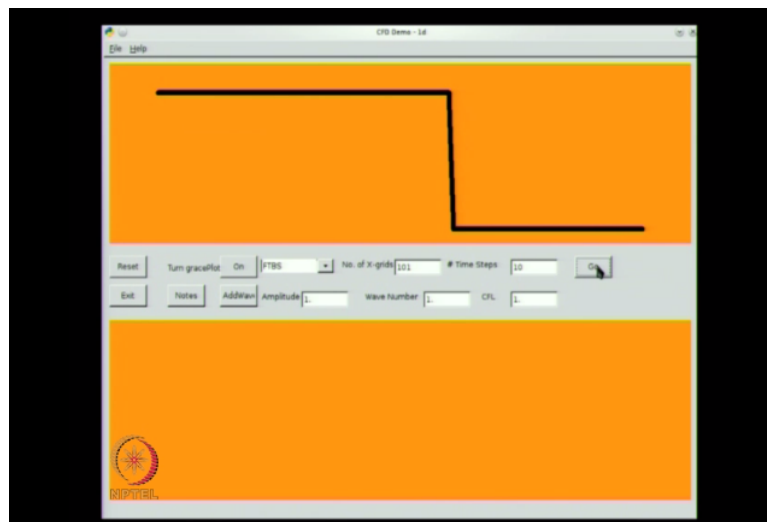 CFD Demo - 1d
File Help
Reset Turn gracePlot On FTBS No. of X-grids 101 # Time Steps 10 Go
Exit Notes AddWave Amplitude 1. Wave Number 1. CFL 1.
NPTEL